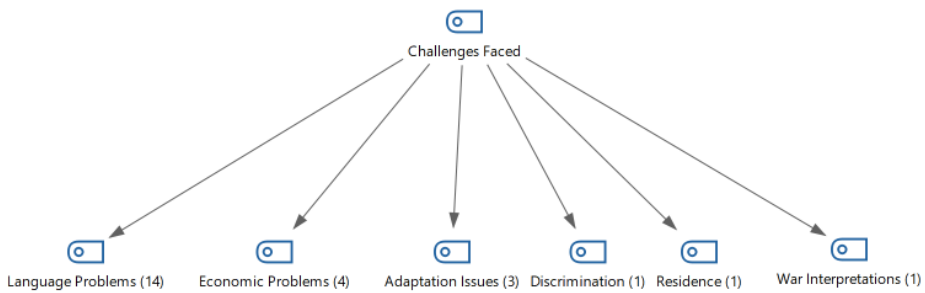 Challenges Faced
Language Problems (14)
Economic Problems (4)
Adaptation Issues (3)
Discrimination (1)
Residence (1)
War Interpretations (1)